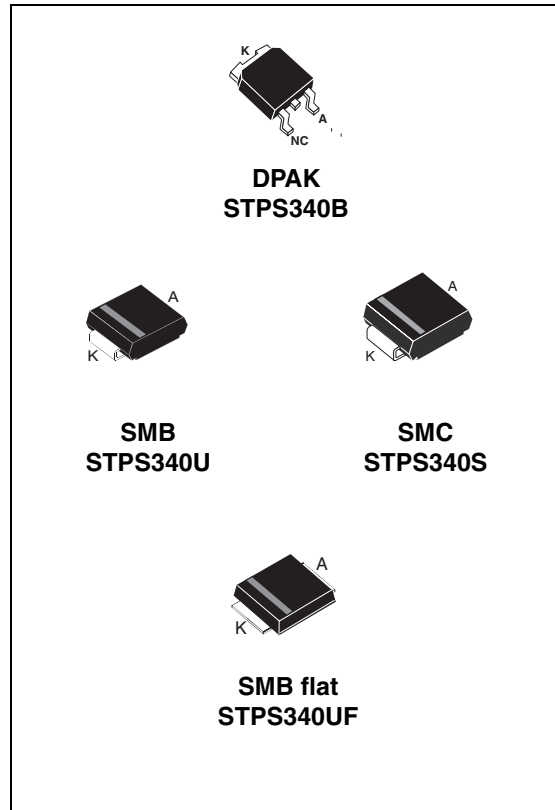 K
A
NC
DPAK
STPS340B
A
K
SMB
STPS340U
A
K
SMC
STPS340S
A
K
SMB flat
STPS340UF